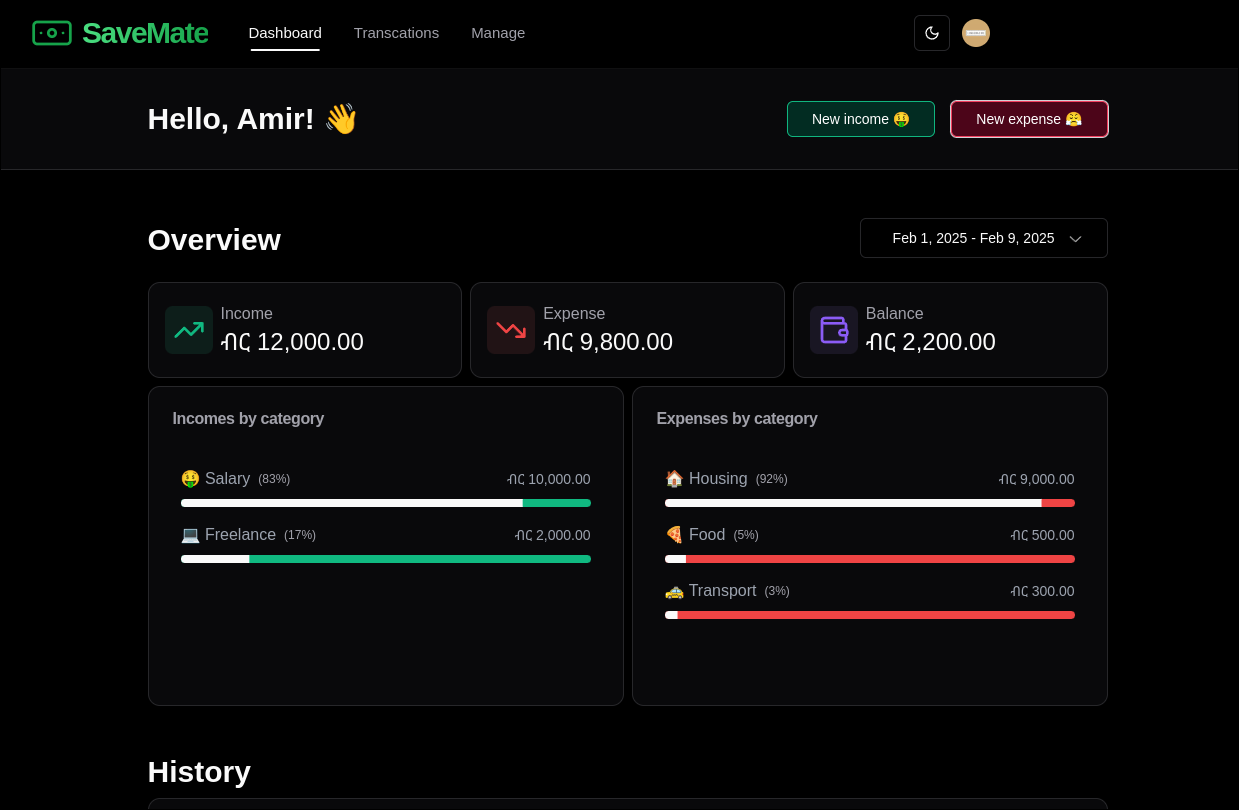 SaveMate Dashboard Transcations Manage
Hello, Amir! 👋 New income 🤑 New expense 😤
Overview Feb 1, 2025 - Feb 9, 2025
Income Expense Balance
ብር 12,000.00 ብር 9,800.00 ብር 2,200.00
Incomes by category Expenses by category
🤑 Salary (83%) ብር 10,000.00 🏠 Housing (92%) ብር 9,000.00
💻 Freelance (17%) ብር 2,000.00 🍕 Food (5%) ብር 500.00
🚕 Transport (3%) ብር 300.00
History